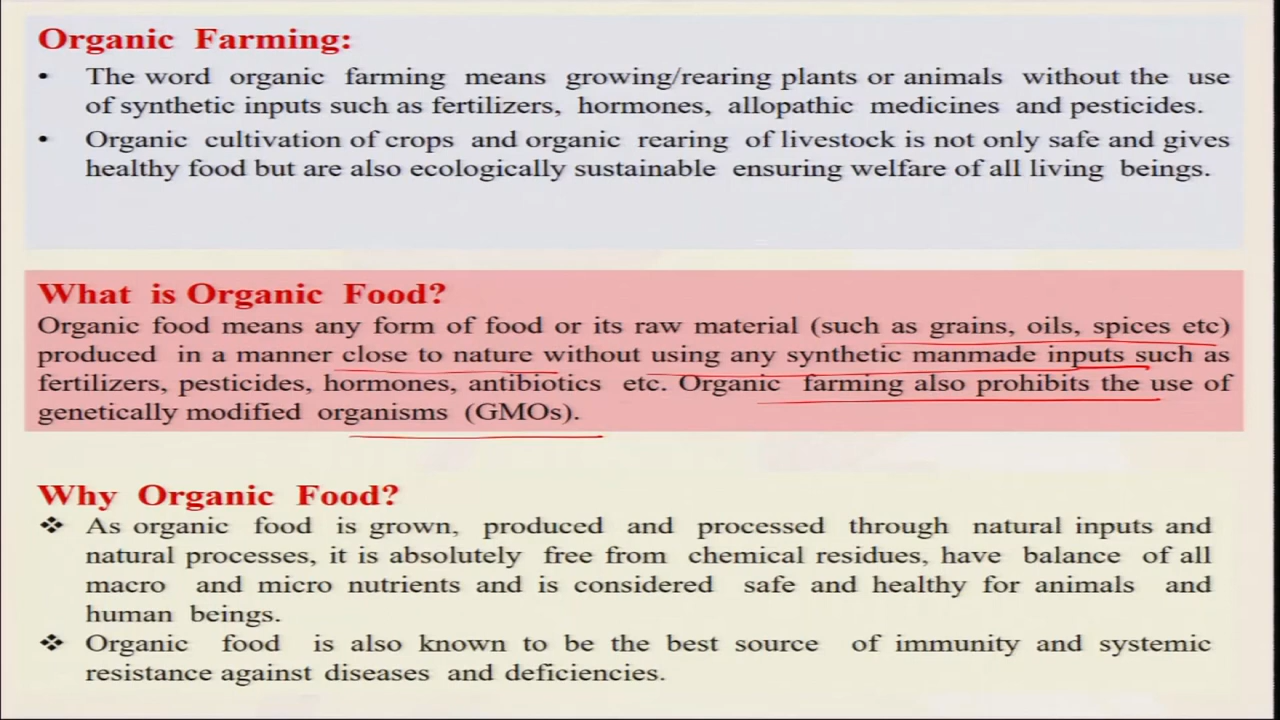 Organic Farming:
• The word organic farming means growing/rearing plants or animals without the use
of synthetic inputs such as fertilizers, hormones, allopathic medicines and pesticides.
• Organic cultivation of crops and organic rearing of livestock is not only safe and gives
healthy food but are also ecologically sustainable ensuring welfare of all living beings.
What is Organic Food?
Organic food means any form of food or its raw material (such as grains, oils, spices etc)
produced in a manner close to nature without using any synthetic manmade inputs such as
fertilizers, pesticides, hormones, antibiotics etc. Organic farming also prohibits the use of
genetically modified organisms (GMOs).
Why Organic Food?
❖ As organic food is grown, produced and processed through natural inputs and
natural processes, it is absolutely free from chemical residues, have balance of all
macro and micro nutrients and is considered safe and healthy for animals and
human beings.
❖ Organic food is also known to be the best source of immunity and systemic
resistance against diseases and deficiencies.